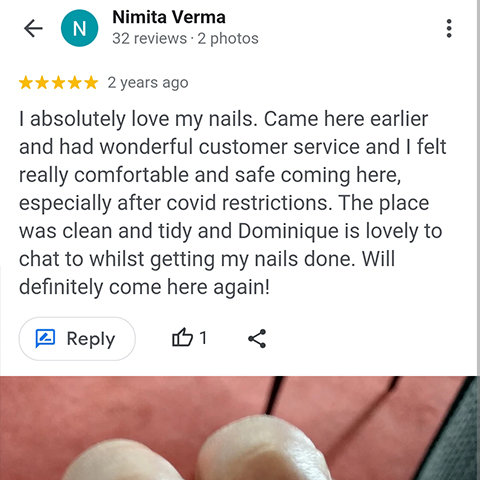 Nimita Verma
N
32 reviews · 2 photos
2 years ago
I absolutely love my nails. Came here earlier
and had wonderful customer service and I felt
really comfortable and safe coming here,
especially after covid restrictions. The place
was clean and tidy and Dominique is lovely to
chat to whilst getting my nails done. Will
definitely come here again!
Reply
1